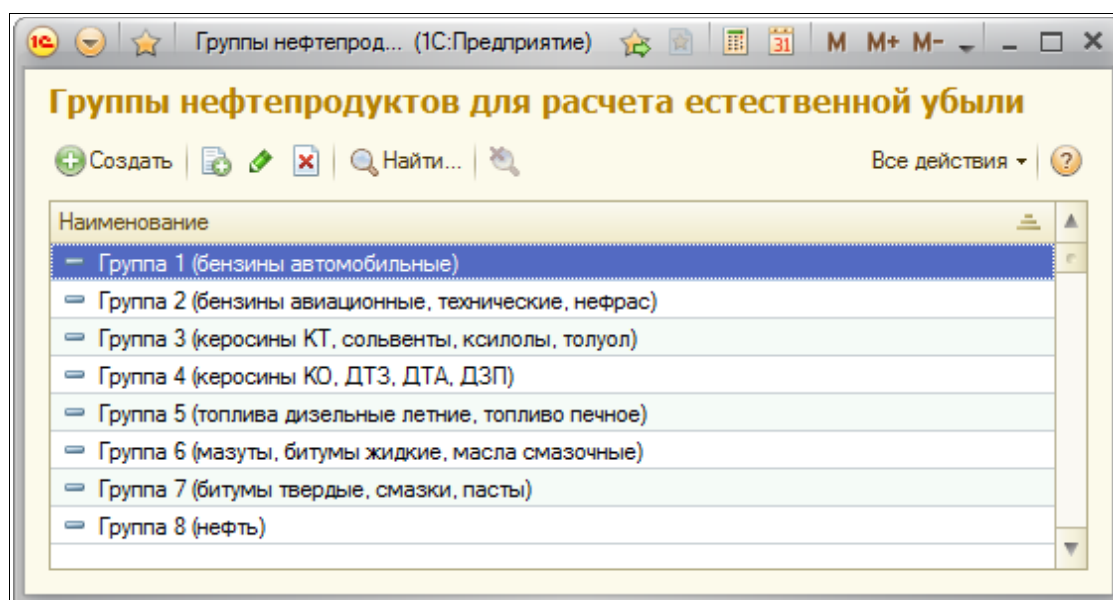 1С Группы нефтепрод... (1С:Предприятие) 31 M M+ M-
Группы нефтепродуктов для расчета естественной убыли
Создать Найти... Все действия ?
Наименование
Группа 1 (бензины автомобильные)
Группа 2 (бензины авиационные, технические, нефрас)
Группа 3 (керосины КТ, сольвенты, ксилолы, толуол)
Группа 4 (керосины КО, ДТЗ, ДТА, ДЗП)
Группа 5 (топлива дизельные летние, топливо печное)
Группа 6 (мазуты, битумы жидкие, масла смазочные)
Группа 7 (битумы твердые, смазки, пасты)
Группа 8 (нефть)